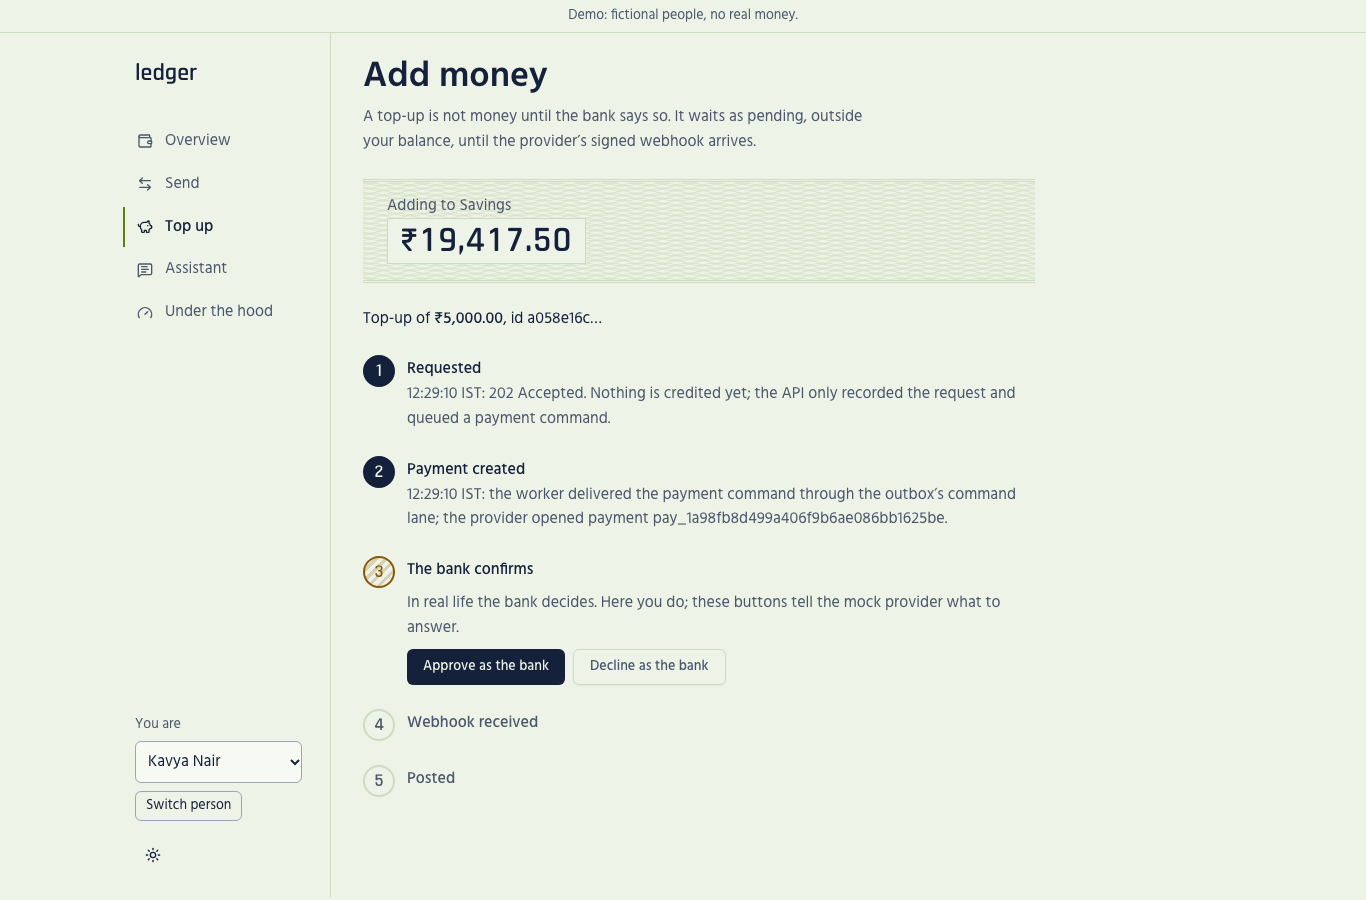 Demo: fictional people, no real money.
ledger
Overview
Send
Top up
Assistant
Under the hood
You are
Kavya Nair
Switch person
Add money
A top-up is not money until the bank says so. It waits as pending, outside
your balance, until the provider’s signed webhook arrives.
Adding to Savings
₹19,417.50
Top-up of ₹5,000.00, id a058e16c…
1 Requested
12:29:10 IST: 202 Accepted. Nothing is credited yet; the API only recorded the request and
queued a payment command.
2 Payment created
12:29:10 IST: the worker delivered the payment command through the outbox’s command
lane; the provider opened payment pay_1a98fb8d499a406f9b6ae086bb1625be.
3 The bank confirms
In real life the bank decides. Here you do; these buttons tell the mock provider what to
answer.
Approve as the bank Decline as the bank
4 Webhook received
5 Posted